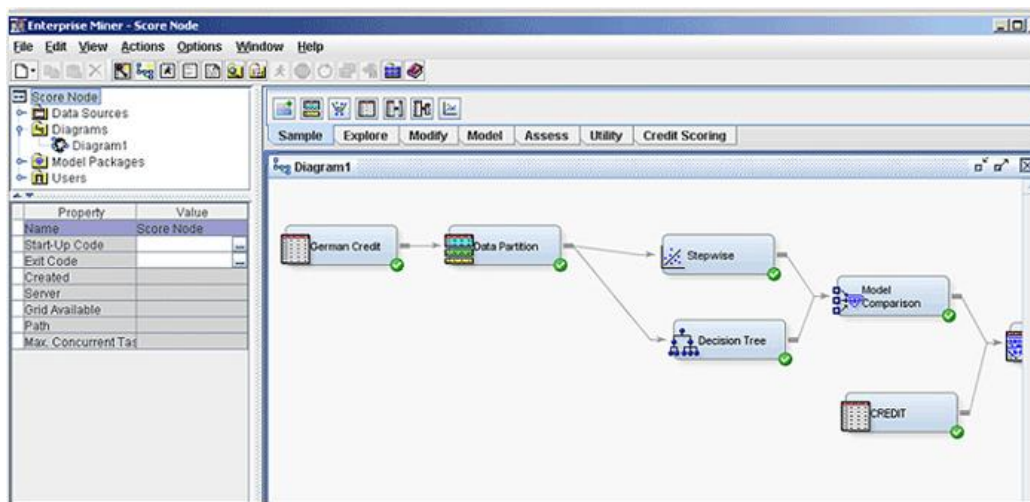 Enterprise Miner - Score Node
File Edit View Actions Options Window Help
Score Node
Data Sources
Diagrams
Diagram1
Model Packages
Users
Property Value
Name Score Node
Start-Up Code
Exit Code
Created
Server
Grid Available
Path
Max. Concurrent Tas
Sample Explore Modify Model Assess Utility Credit Scoring
Diagram1
German Credit
Data Partition
Stepwise
Decision Tree
Model
Comparison
CREDIT